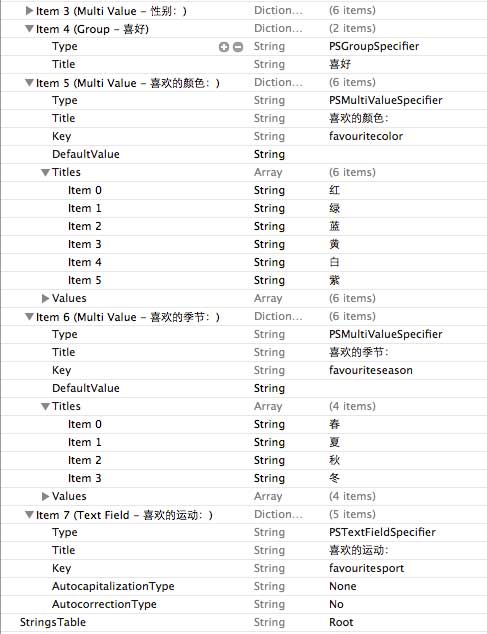 Item 3 (Multi Value – 性别：) Diction... (6 items)
Item 4 (Group – 喜好) Diction... (2 items)
Type String PSGroupSpecifier
Title String 喜好
Item 5 (Multi Value – 喜欢的颜色：) Diction... (6 items)
Type String PSMultiValueSpecifier
Title String 喜欢的颜色：
Key String favouritecolor
DefaultValue String
Titles Array (6 items)
Item 0 String 红
Item 1 String 绿
Item 2 String 蓝
Item 3 String 黄
Item 4 String 白
Item 5 String 紫
Values Array (6 items)
Item 6 (Multi Value – 喜欢的季节：) Diction... (6 items)
Type String PSMultiValueSpecifier
Title String 喜欢的季节：
Key String favouriteseason
DefaultValue String
Titles Array (4 items)
Item 0 String 春
Item 1 String 夏
Item 2 String 秋
Item 3 String 冬
Values Array (4 items)
Item 7 (Text Field – 喜欢的运动：) Diction... (5 items)
Type String PSTextFieldSpecifier
Title String 喜欢的运动：
Key String favouritesport
AutocapitalizationType String None
AutocorrectionType String No
StringsTable String Root